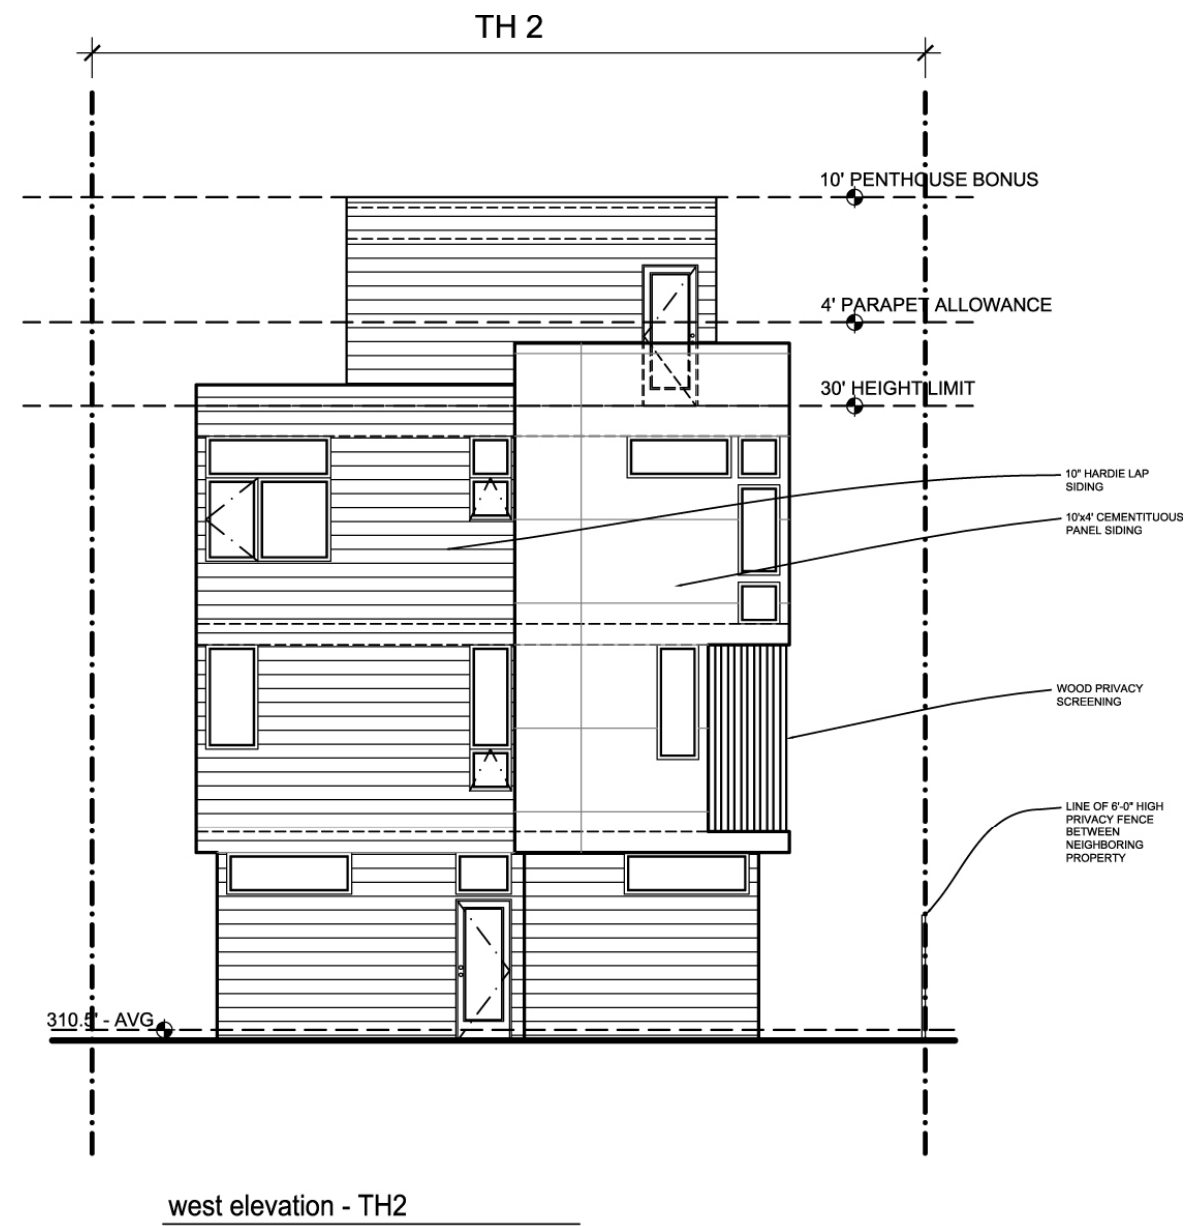 TH 2
10' PENTHOUSE BONUS
4' PARAPET ALLOWANCE
30' HEIGHT LIMIT
10" HARDIE LAP
SIDING
10'x4' CEMENTITUOUS
PANEL SIDING
WOOD PRIVACY
SCREENING
LINE OF 6'-0" HIGH
PRIVACY FENCE
BETWEEN
NEIGHBORING
PROPERTY
310.5' - AVG
west elevation - TH2